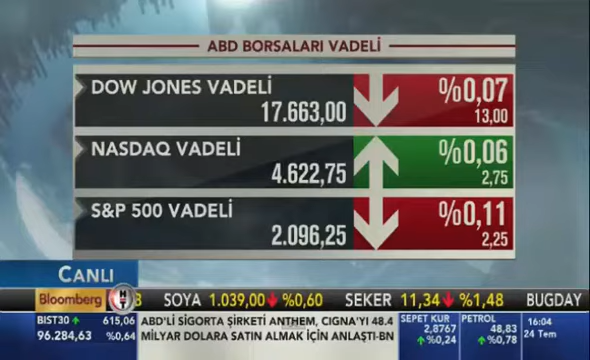 ABD BORSALARI VADELİ
DOW JONES VADELİ
17.663,00
%0,07
13,00
NASDAQ VADELİ
4.622,75
%0,06
2,75
S&P 500 VADELİ
2.096,25
%0,11
2,25
CANLI
Bloomberg HT 8 SOYA 1.039,00 %0,60 ŞEKER 11,34 %1,48 BUGDAY
BIST30 615,06
96.284,63 %0,64
ABD'Lİ SİGORTA ŞİRKETİ ANTHEM, CIGNA'YI 48.4
MİLYAR DOLARA SATIN ALMAK İÇİN ANLAŞTI-BN
SEPET KUR
2,8767
%0,24
PETROL
48,83
%0,78
16:04
24 Tem